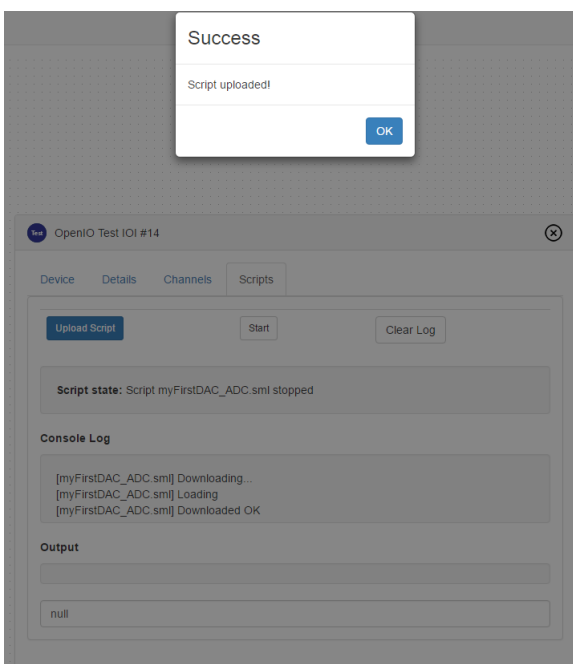 Success
Script uploaded!
OK
Test OpenIO Test IOI #14
Device Details Channels Scripts
Upload Script Start Clear Log
Script state: Script myFirstDAC_ADC.sml stopped
Console Log
[myFirstDAC_ADC.sml] Downloading...
[myFirstDAC_ADC.sml] Loading
[myFirstDAC_ADC.sml] Downloaded OK
Output
null